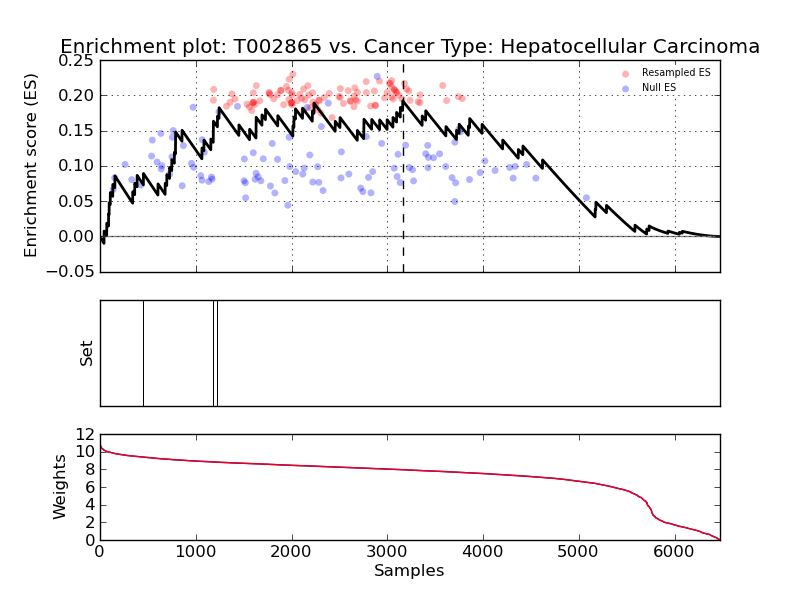 Enrichment plot: T002865 vs. Cancer Type: Hepatocellular Carcinoma
Enrichment score (ES)
0.25
0.20
0.15
0.10
0.05
0.00
−0.05
Resampled ES
Null ES
Set
Weights
12
10
8
6
4
2
0
0 1000 2000 3000 4000 5000 6000
Samples